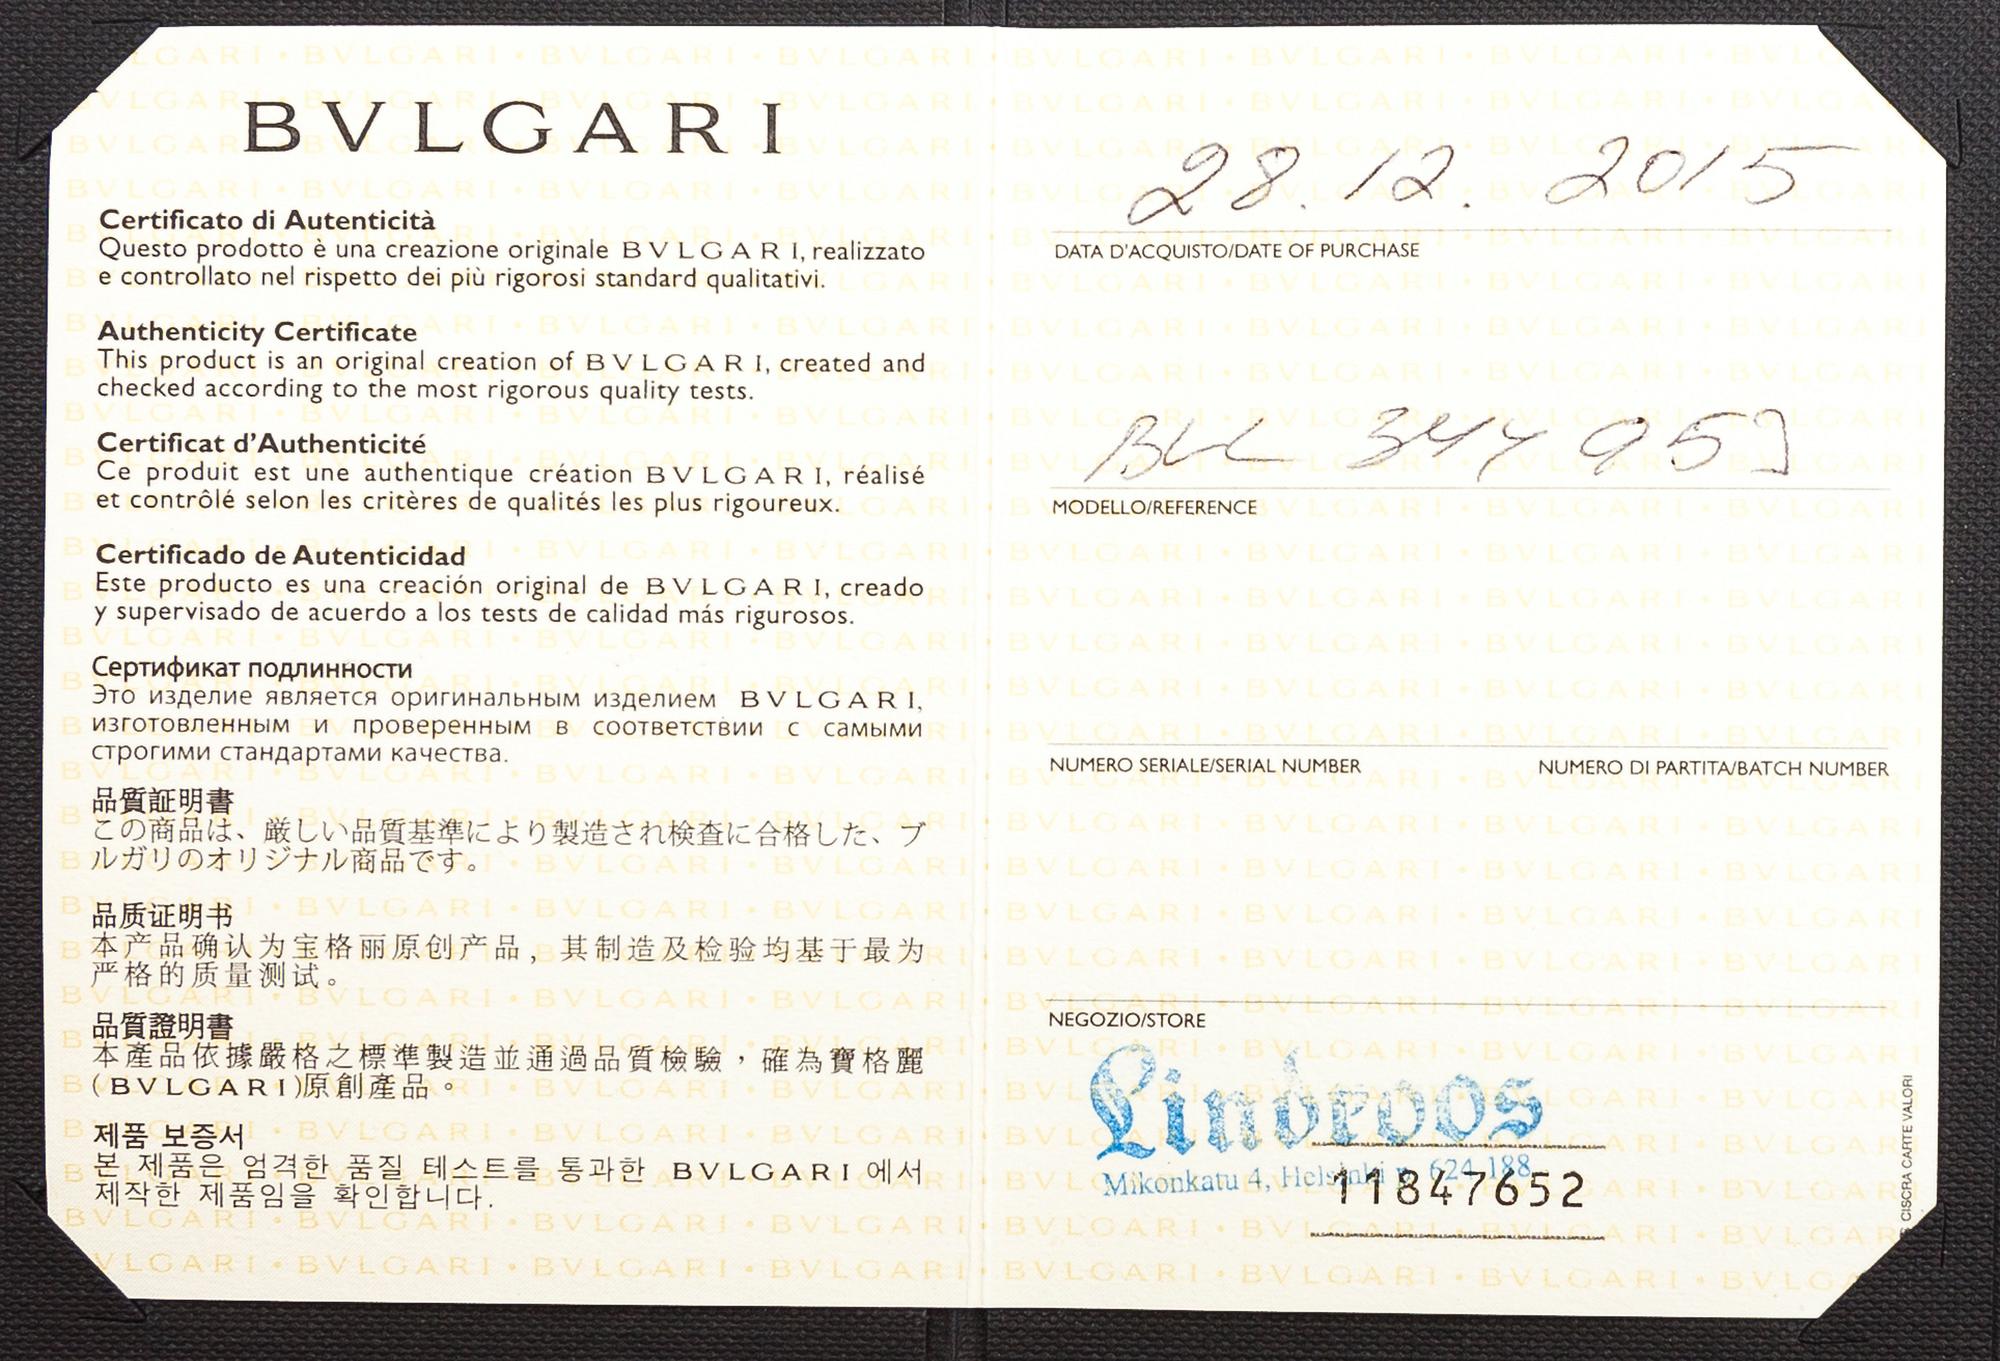 BVLGARI
Certificato di Autenticità
Questo prodotto è una creazione originale BVLGARI, realizzato
e controllato nel rispetto dei più rigorosi standard qualitativi.
Authenticity Certificate
This product is an original creation of BVLGARI, created and
checked according to the most rigorous quality tests.
Certificat d'Authenticité
Ce produit est une authentique création BVLGARI, réalisé
et contrôlé selon les critères de qualités les plus rigoureux.
Certificado de Autenticidad
Este producto es una creación original de BVLGARI, creado
y supervisado de acuerdo a los tests de calidad más rigurosos.
Сертификат подлинности
Это изделие является оригинальным изделием BVLGARI,
изготовленным и проверенным в соответствии с самыми
строгими стандартами качества.
品質証明書
この商品は、厳しい品質基準により製造され検査に合格した、ブ
ルガリのオリジナル商品です。
品质证明书
本产品确认为宝格丽原创产品，其制造及检验均基于最为
严格的质量测试。
品質證明書
本產品依據嚴格之標準製造並通過品質檢驗，確為寶格麗
(BVLGARI)原創產品。
제품 보증서
본 제품은 엄격한 품질 테스트를 통과한 BVLGARI 에서
제작한 제품임을 확인합니다.
28.12.2015
DATA D'ACQUISTO/DATE OF PURCHASE
344 959
MODELLO/REFERENCE
NUMERO SERIALE/SERIAL NUMBER NUMERO DI PARTITA/BATCH NUMBER
NEGOZIO/STORE
Lindroos
Mikonkatu 4, Helsinki p. 624 188
11847652
CISCRA CARTE VALORI